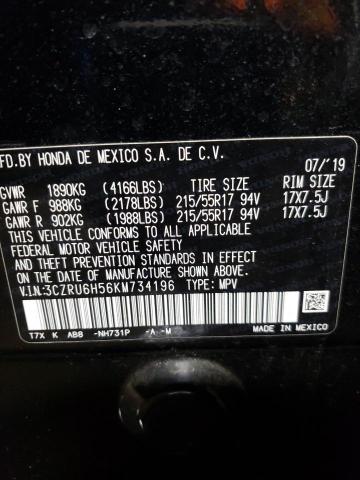 MFD.BY HONDA DE MEXICO S.A. DE C.V. 07/'19
GVWR 1890KG (4166LBS) TIRE SIZE RIM SIZE
GAWR F 988KG (2178LBS) 215/55R17 94V 17X7.5J
GAWR R 902KG (1988LBS) 215/55R17 94V 17X7.5J
THIS VEHICLE CONFORMS TO ALL APPLICABLE
FEDERAL MOTOR VEHICLE SAFETY AND
THEFT PREVENTION STANDARDS IN EFFECT ON
THE DATE OF MANUFACTURE SHOWN ABOVE.
V.I.N:3CZRU6H56KM734196 TYPE: MPV
T7X K AB8 -NH731P -A -M MADE IN MEXICO